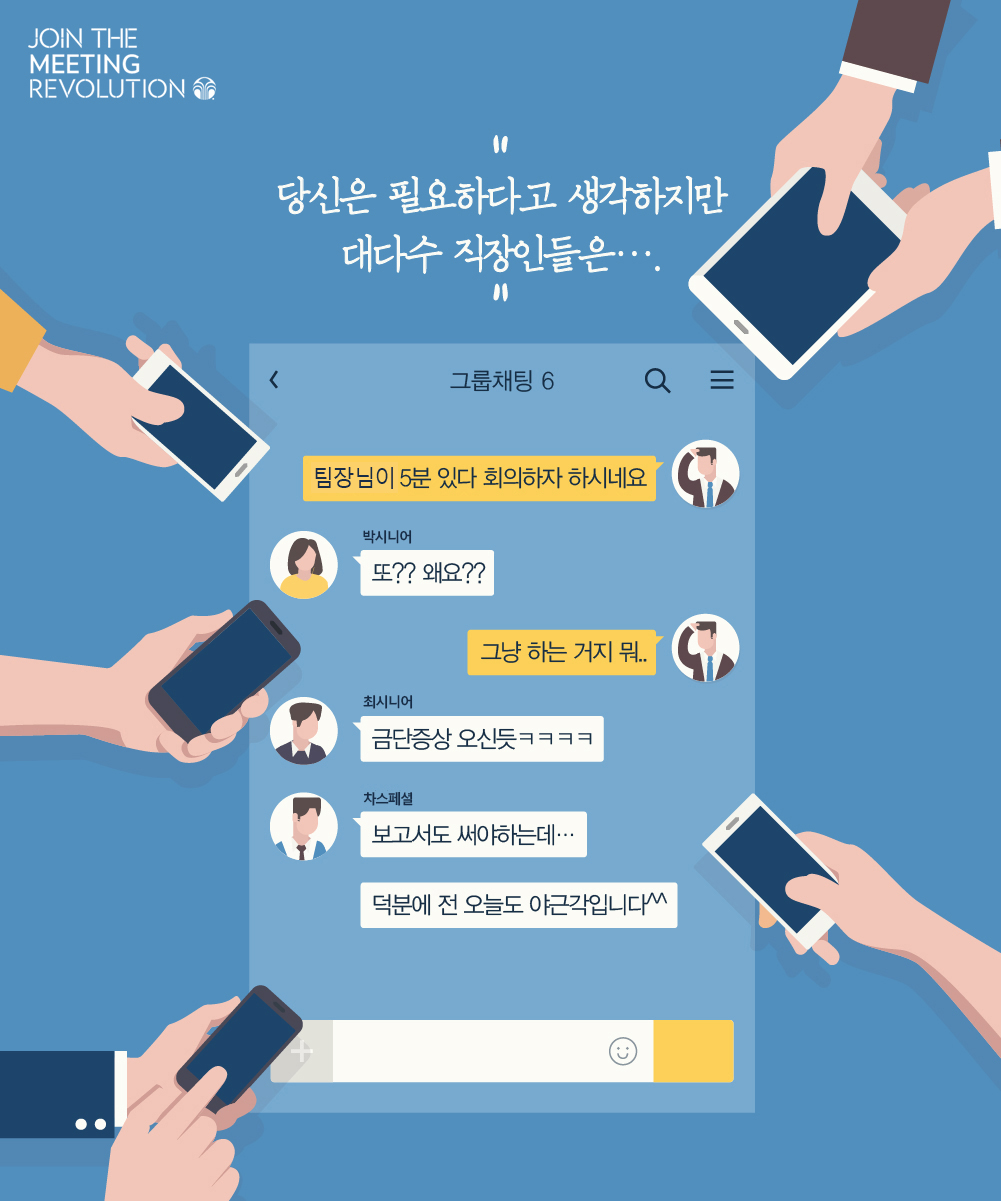 JOIN THE
MEETING
REVOLUTION
"
당신은 필요하다고 생각하지만
대다수 직장인들은….
"
그룹채팅 6
팀장님이 5분 있다 회의하자 하시네요
박시니어
또?? 왜요??
그냥 하는 거지 뭐..
최시니어
금단증상 오신듯ㅋㅋㅋㅋ
차스페셜
보고서도 써야하는데…
덕분에 전 오늘도 야근각입니다^^